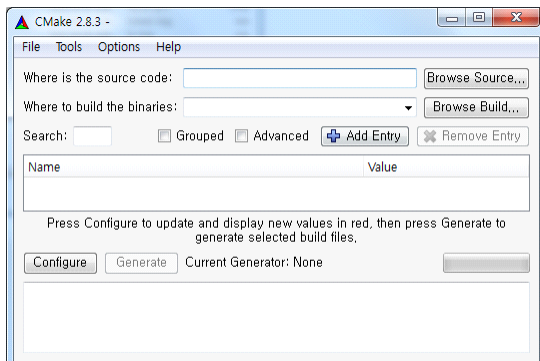 CMake 2.8.3 -
File Tools Options Help
Where is the source code: Browse Source...
Where to build the binaries: Browse Build...
Search: Grouped Advanced Add Entry Remove Entry
Name Value
Press Configure to update and display new values in red, then press Generate to
generate selected build files.
Configure Generate Current Generator: None